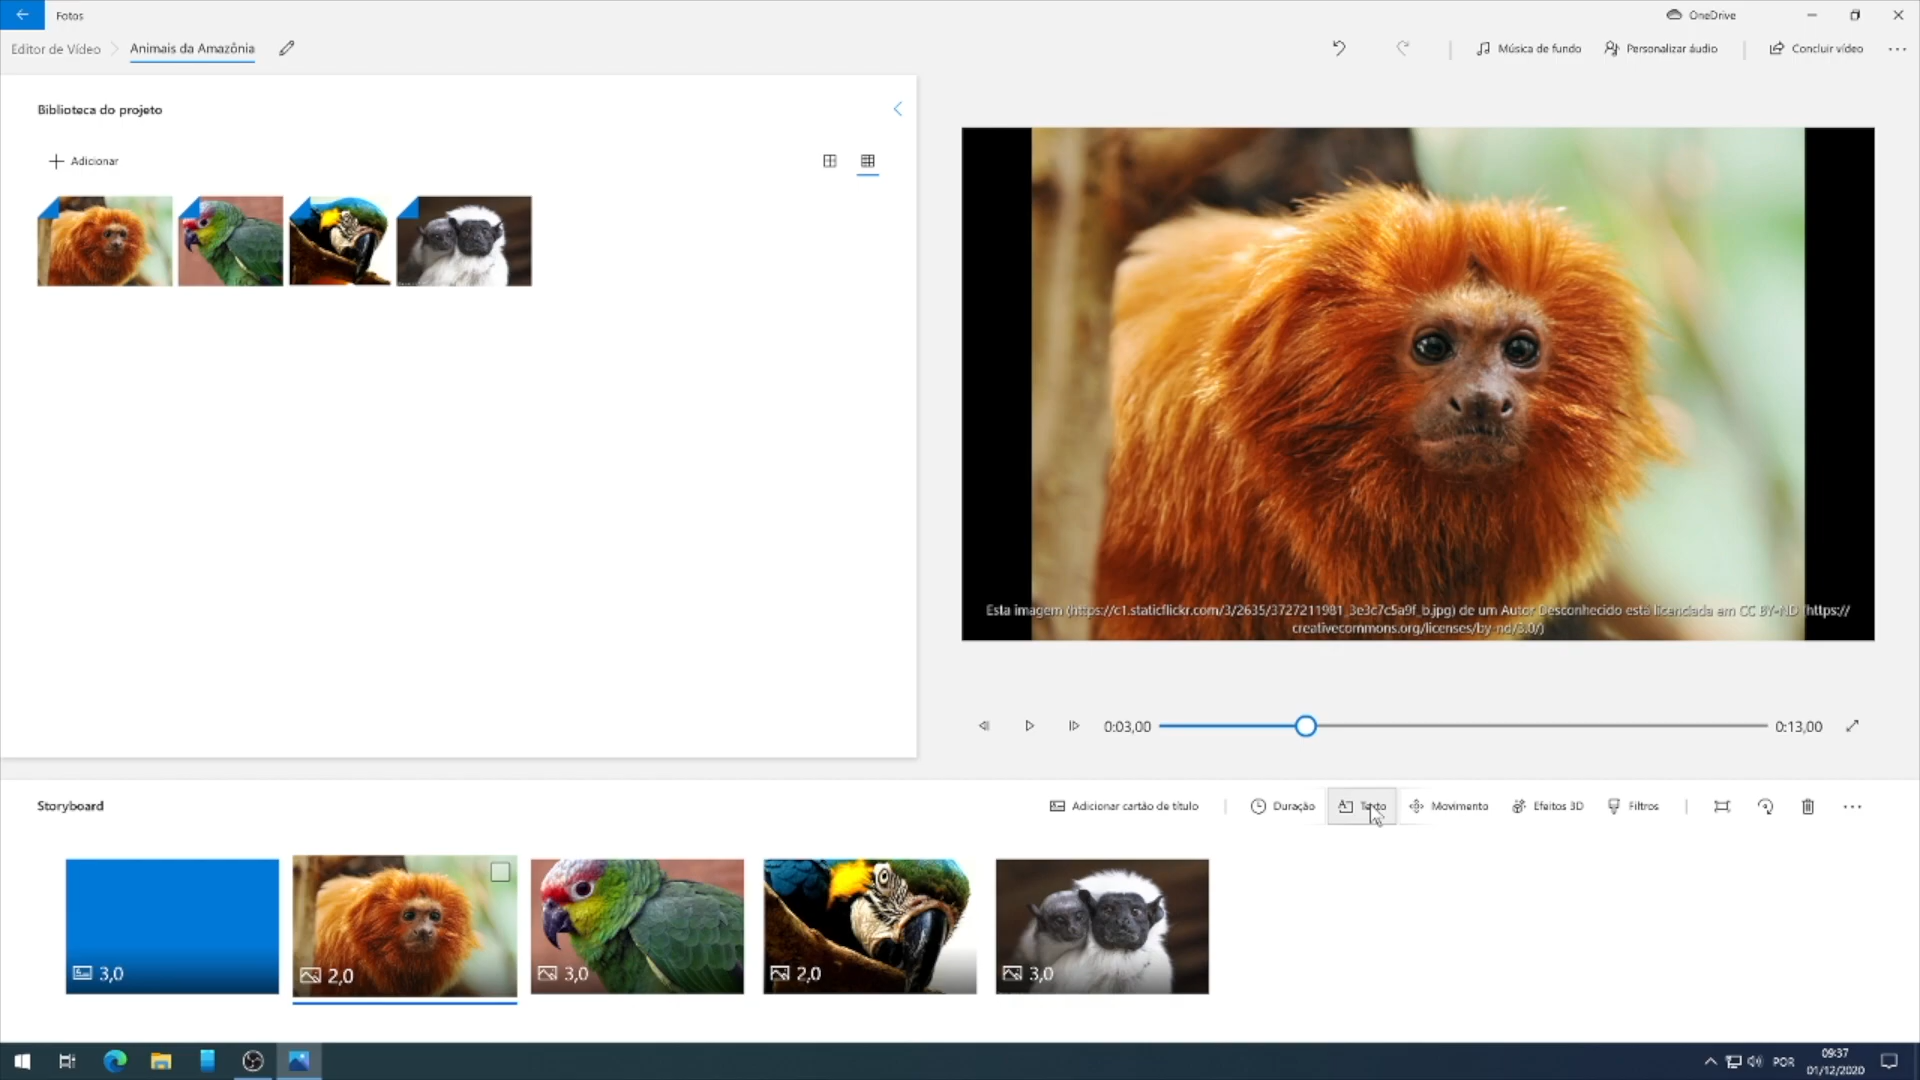 Fotos
OneDrive
Editor de Vídeo
Animais da Amazônia
Música de fundo
Personalizar áudio
Concluir vídeo
Biblioteca do projeto
Adicionar
Esta imagem (https://c1.staticflickr.com/3/2635/3727211981_3e3c7c5a9f_b.jpg) de um Autor Desconhecido está licenciada em CC BY-ND (https://
creativecommons.org/licenses/by-nd/3.0/)
0:03,00
0:13,00
Storyboard
Adicionar cartão de título
Duração
Texto
Movimento
Efeitos 3D
Filtros
3,0
2,0
3,0
2,0
3,0
POR
09:37
01/12/2020